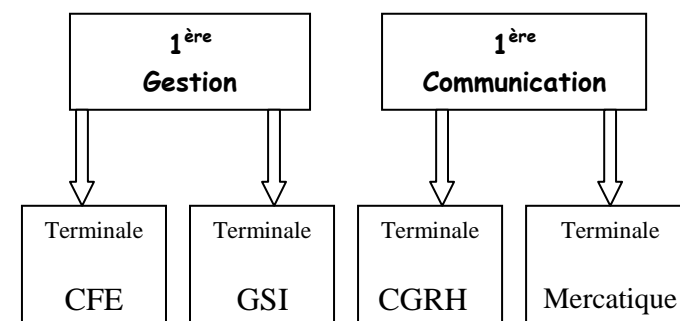 1ère
Gestion
1ère
Communication
Terminale
CFE
Terminale
GSI
Terminale
CGRH
Terminale
Mercatique